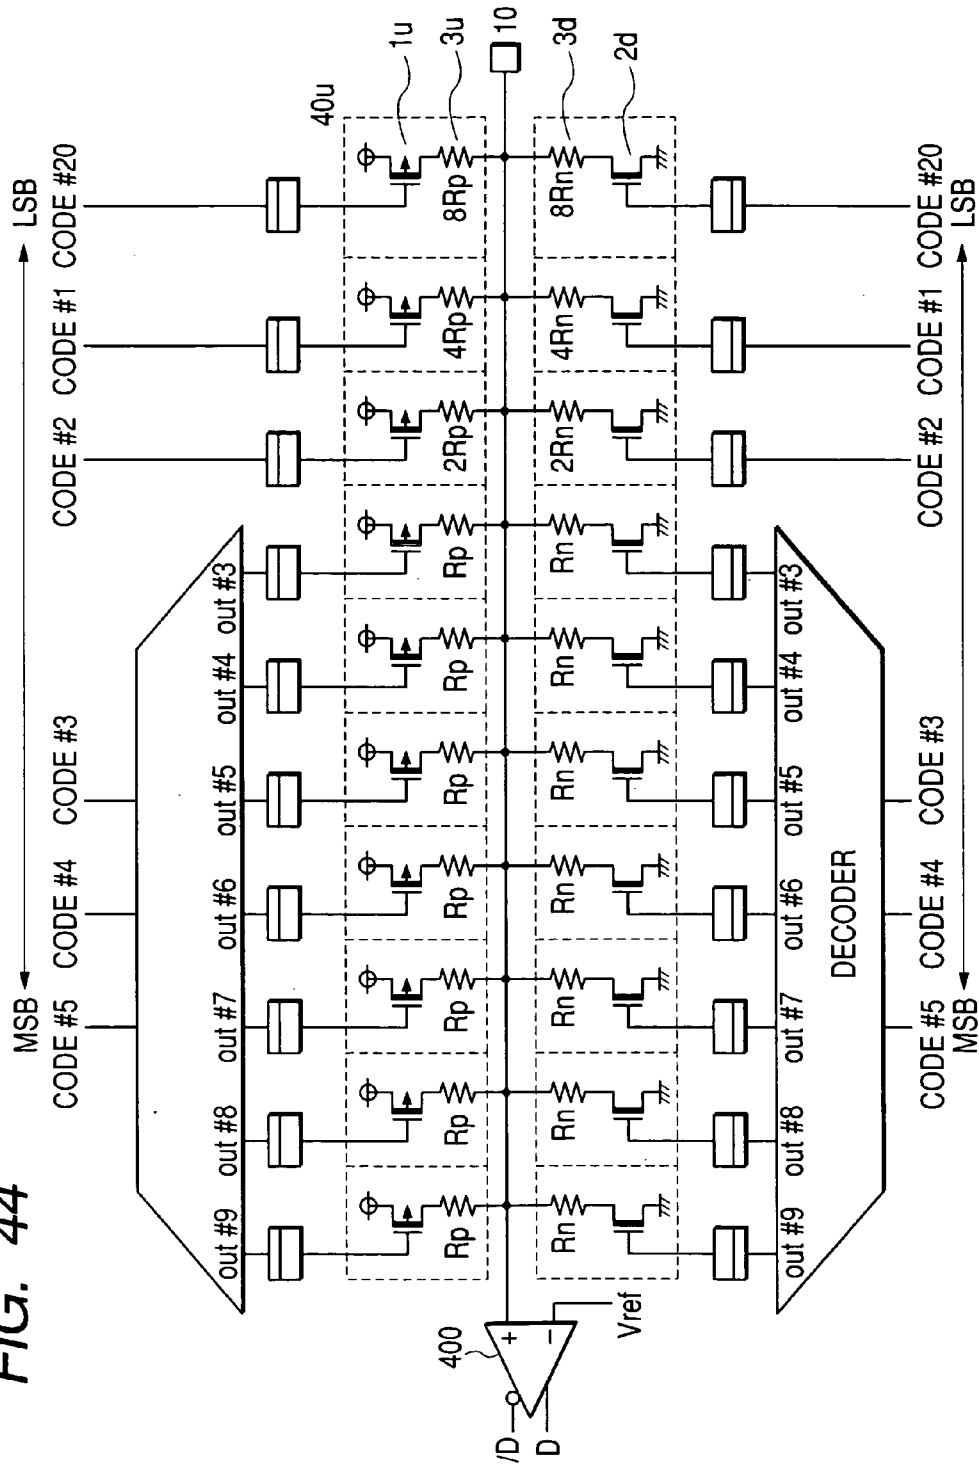 FIG. 44
MSB LSB
CODE #5 CODE #4 CODE #3 CODE #2 CODE #1 CODE #20
out #9 out #8 out #7 out #6 out #5 out #4 out #3
40u
1u
3u
Rp Rp Rp Rp Rp Rp Rp 2Rp 4Rp 8Rp
400
/D
D
+
−
Vref
10
Rn Rn Rn Rn Rn Rn Rn 2Rn 4Rn 8Rn
3d
2d
out #9 out #8 out #7 out #6 out #5 out #4 out #3
DECODER
CODE #5 CODE #4 CODE #3 CODE #2 CODE #1 CODE #20
MSB LSB